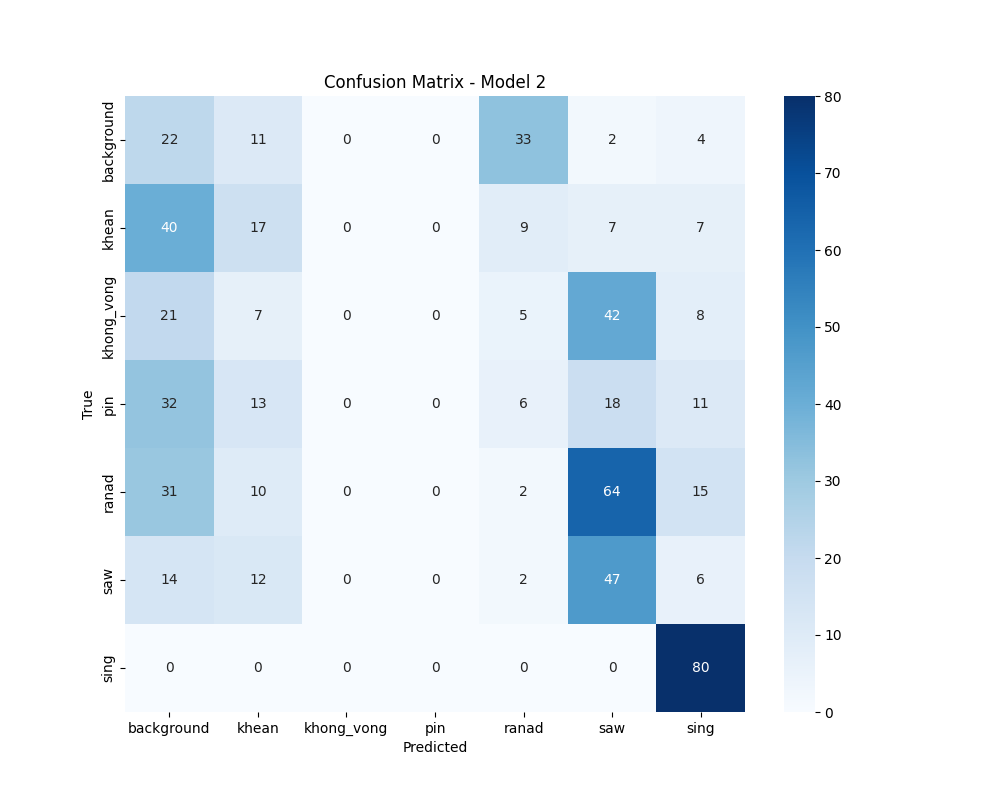 Confusion Matrix - Model 2
True
background 22 11 0 0 33 2 4
khean 40 17 0 0 9 7 7
khong_vong 21 7 0 0 5 42 8
pin 32 13 0 0 6 18 11
ranad 31 10 0 0 2 64 15
saw 14 12 0 0 2 47 6
sing 0 0 0 0 0 0 80
background khean khong_vong pin ranad saw sing
Predicted
80
70
60
50
40
30
20
10
0